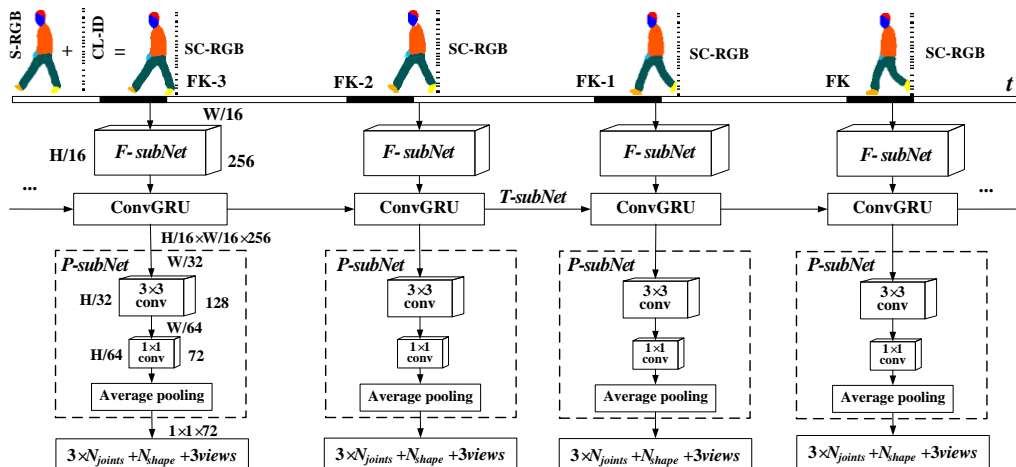 S-RGB + CL-ID = SC-RGB SC-RGB SC-RGB SC-RGB
FK-3 FK-2 FK-1 FK t
W/16
H/16 F- subNet 256 F- subNet F- subNet F- subNet
... T-subNet ...
ConvGRU ConvGRU ConvGRU ConvGRU
H/16×W/16×256
P-subNet P-subNet P-subNet P-subNet
W/32
H/32 3×3 conv 128 3×3 conv 3×3 conv 3×3 conv
W/64
H/64 1×1 conv 72 1×1 conv 1×1 conv 1×1 conv
Average pooling Average pooling Average pooling Average pooling
1×1×72
3×Njoints +Nshape +3views 3×Njoints +Nshape +3views 3×Njoints +Nshape +3views 3×Njoints +Nshape +3views